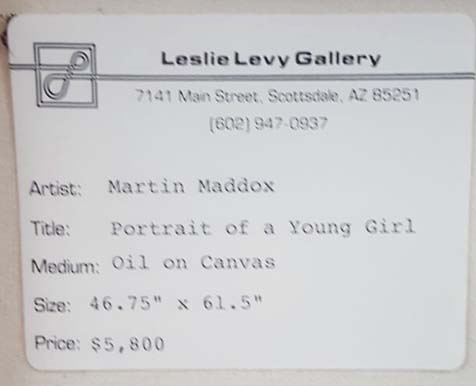 Leslie Levy Gallery
7141 Main Street, Scottsdale, AZ 85251
(602) 947-0937
Artist: Martin Maddox
Title: Portrait of a Young Girl
Medium: Oil on Canvas
Size: 46.75" x 61.5"
Price: $5,800